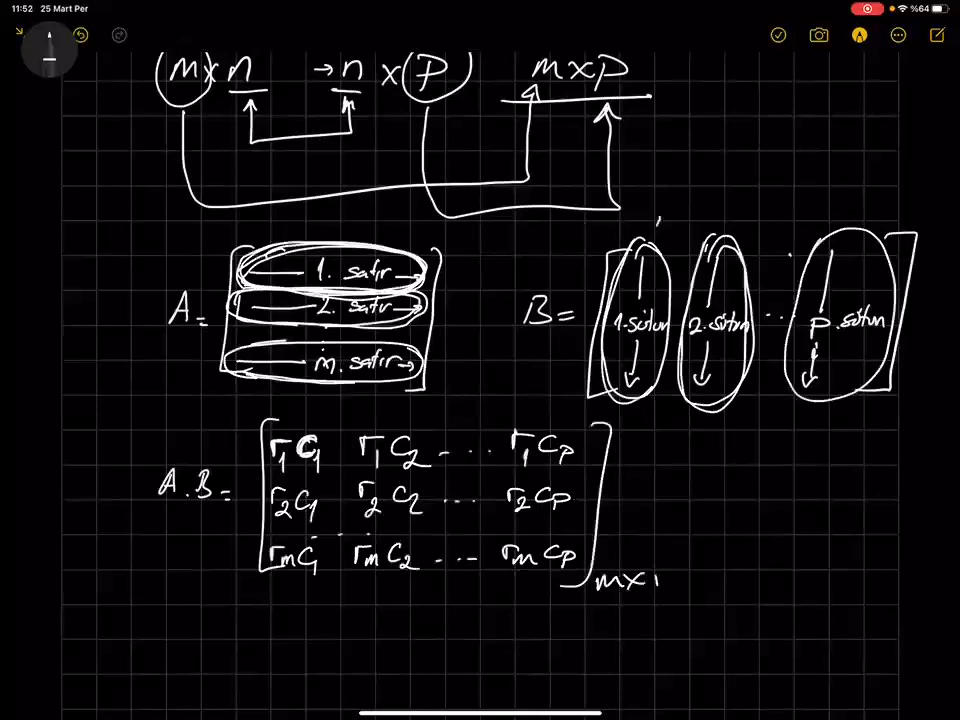 11:52 25 Mart Per %64
m x n → n x p m x p
A = [ 1. satır
2. satır
m. satır ]
B = [ 1. sütun 2. sütun ... p. sütun ]
A.B = [ r₁c₁ r₁c₂ ... r₁cₚ
r₂c₁ r₂c₂ ... r₂cₚ
rₘc₁ rₘc₂ ... rₘcₚ ] m x